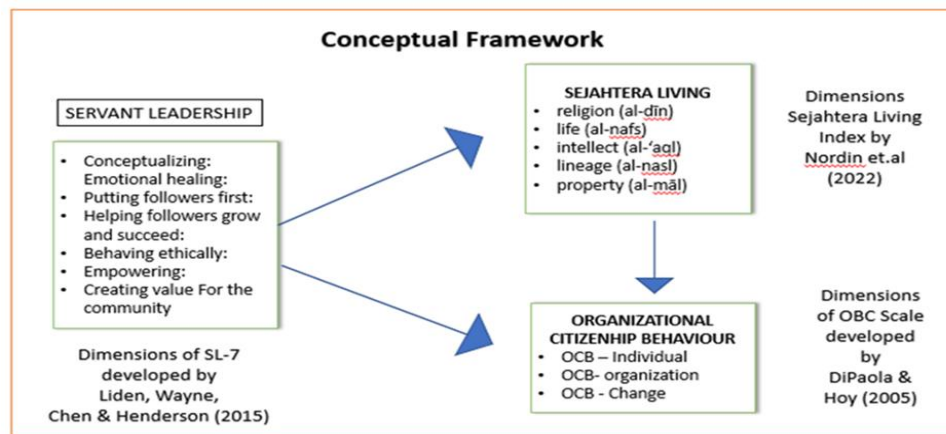 Conceptual Framework
SERVANT LEADERSHIP
• Conceptualizing:
Emotional healing:
• Putting followers first:
• Helping followers grow
and succeed:
• Behaving ethically:
• Empowering:
• Creating value For the
community
Dimensions of SL-7
developed by
Liden, Wayne,
Chen & Henderson (2015)
SEJAHTERA LIVING
• religion (al-dīn)
• life (al-nafs)
• intellect (al-‘aql)
• lineage (al-nasl)
• property (al-māl)
Dimensions
Sejahtera Living
Index by
Nordin et.al
(2022)
ORGANIZATIONAL
CITIZENHIP BEHAVIOUR
• OCB – Individual
• OCB- organization
• OCB - Change
Dimensions
of OBC Scale
developed
by
DiPaola &
Hoy (2005)